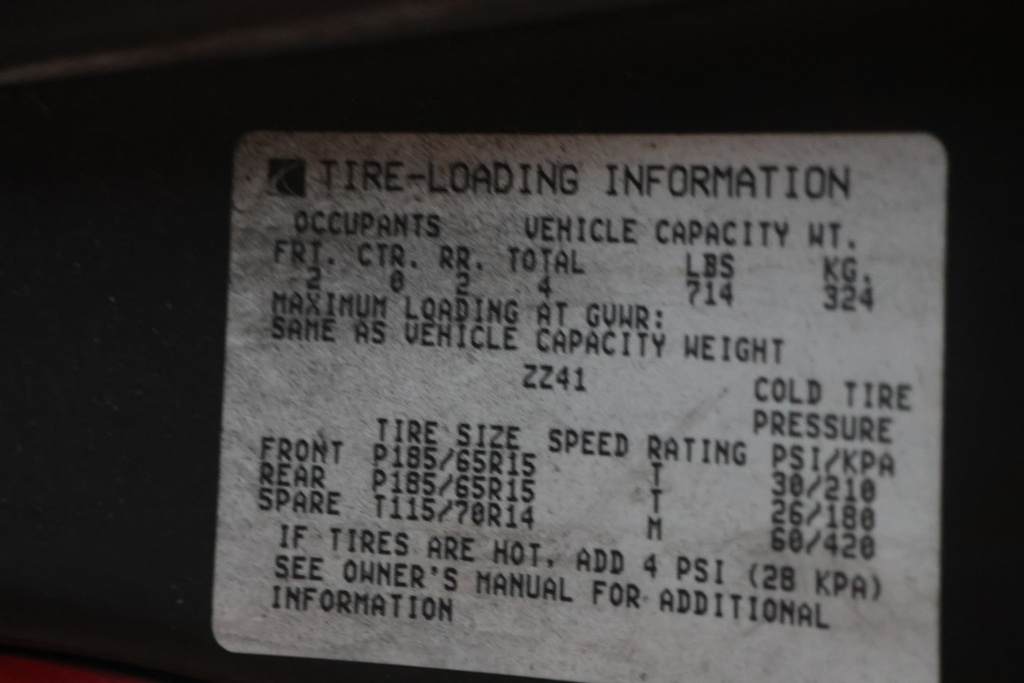 TIRE-LOADING INFORMATION
OCCUPANTS VEHICLE CAPACITY WT.
FRT. CTR. RR. TOTAL LBS KG.
2 0 2 4 714 324
MAXIMUM LOADING AT GVWR:
SAME AS VEHICLE CAPACITY WEIGHT
ZZ41 COLD TIRE
PRESSURE
TIRE SIZE SPEED RATING PSI/KPA
FRONT P185/65R15 T 30/210
REAR P185/65R15 T 26/180
SPARE T115/70R14 M 60/420
IF TIRES ARE HOT, ADD 4 PSI (28 KPA)
SEE OWNER'S MANUAL FOR ADDITIONAL
INFORMATION